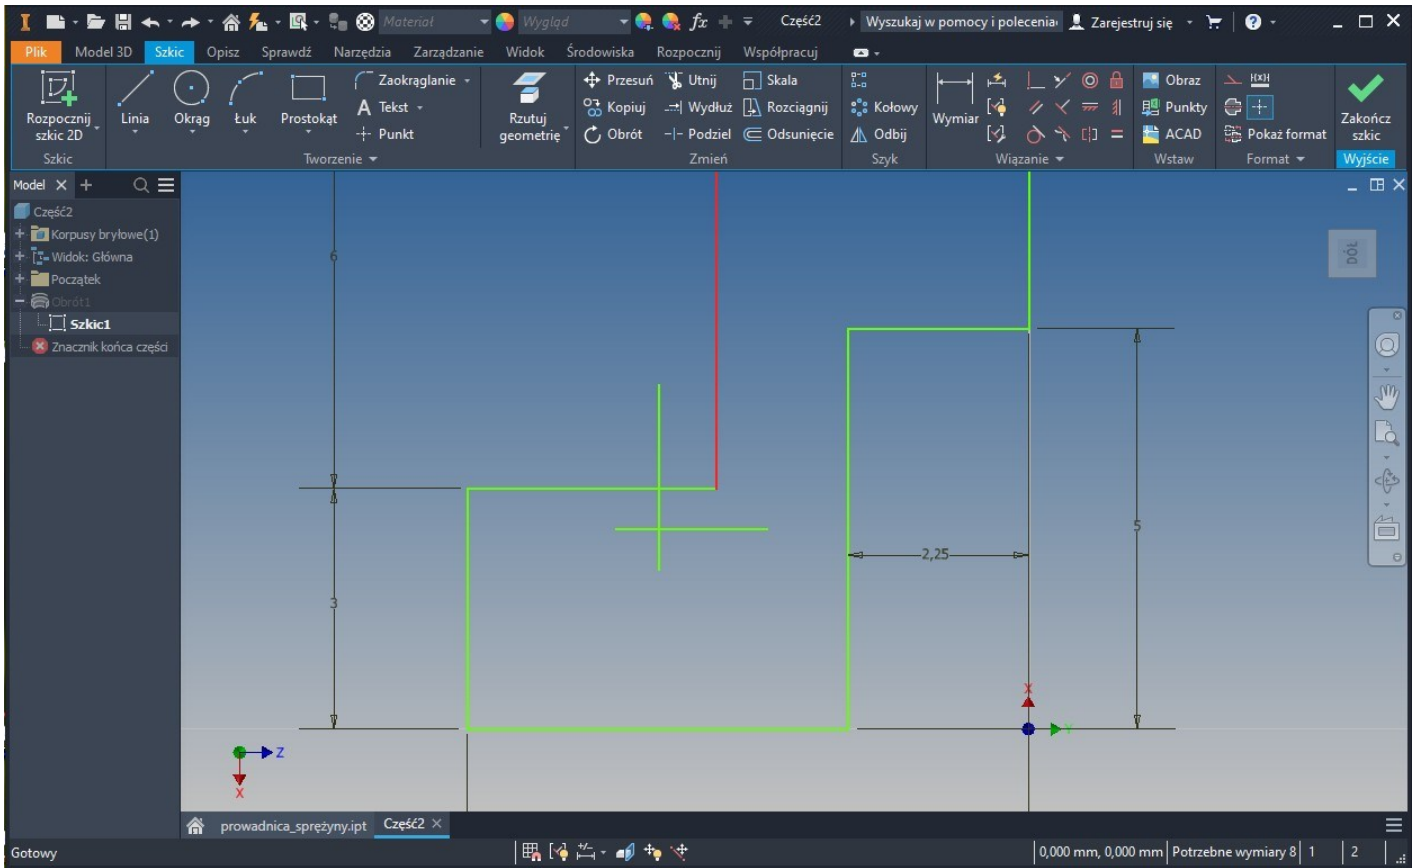 Materiał Wygląd fx Część2 Wyszukaj w pomocy i polecenia Zarejestruj się
Plik Model 3D Szkic Opisz Sprawdź Narzędzia Zarządzanie Widok Środowiska Rozpocznij Współpracuj
Rozpocznij szkic 2D
Linia Okrąg Łuk Prostokąt
Zaokrąglanie
A Tekst
Punkt
Rzutuj geometrię
Przesuń Utnij Skala
Kopiuj Wydłuż Rozciągnij
Obrót Podziel Odsunięcie
Kołowy
Odbij
Wymiar
Obraz
Punkty
ACAD
Pokaż format
Zakończ szkic
Szkic Tworzenie Zmień Szyk Wiązanie Wstaw Format Wyjście
Model
Część2
Korpusy bryłowe(1)
Widok: Główna
Początek
Obrót1
Szkic1
Znacznik końca części
DÓŁ
6
5
2,25
3
X
Y
Z
X
prowadnica_sprężyny.ipt Część2
Gotowy 0,000 mm, 0,000 mm Potrzebne wymiary 8 1 2